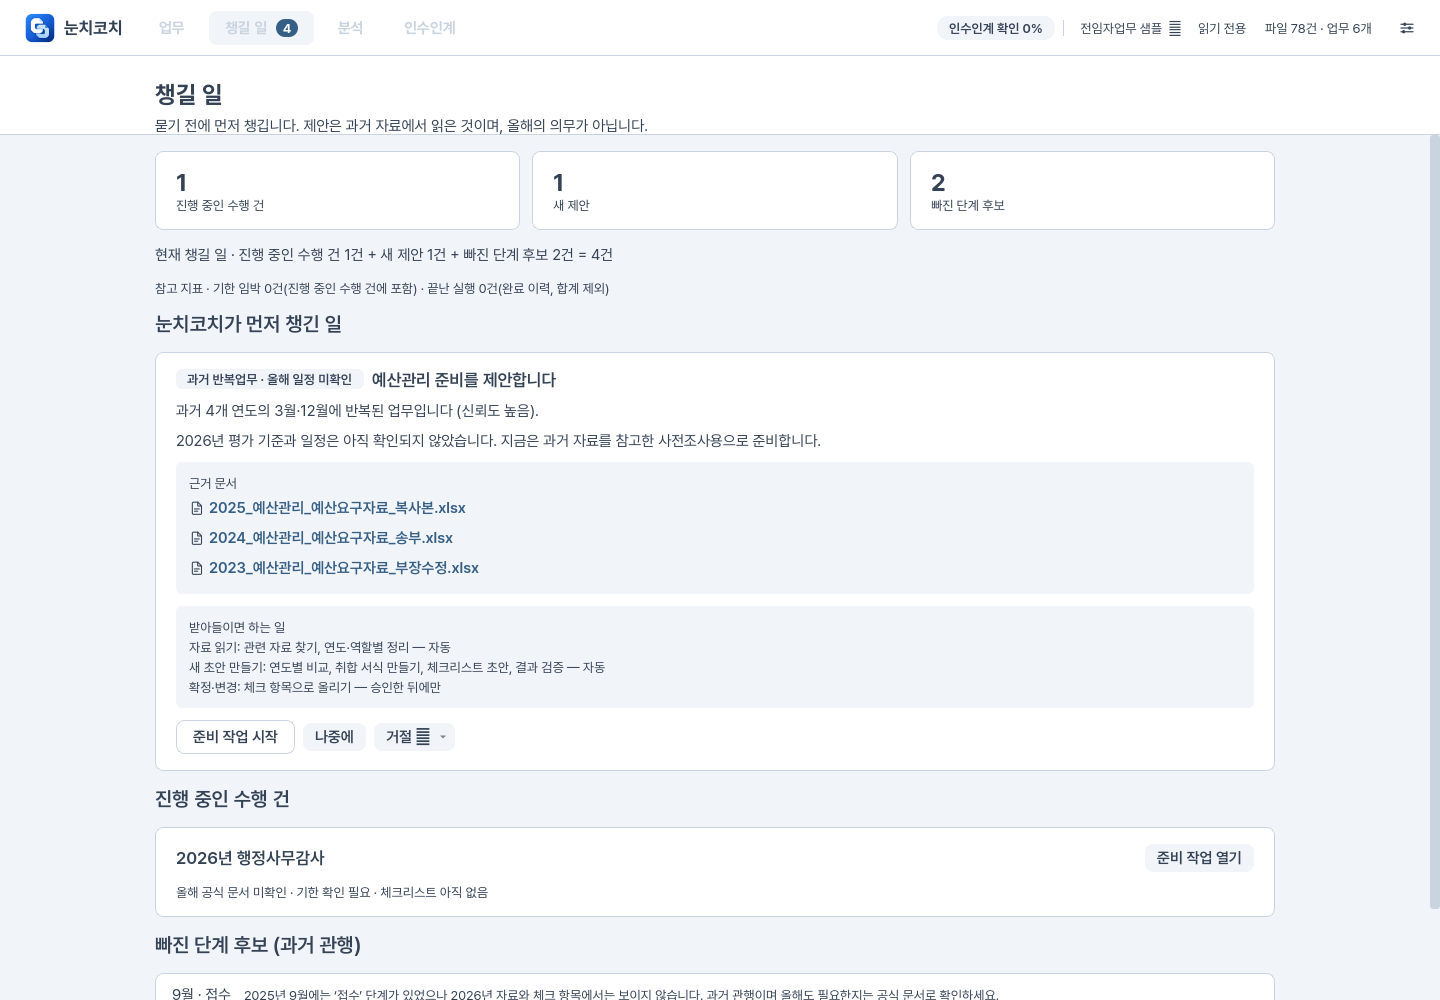 눈치코치
업무
챙길 일 4
분석
인수인계
인수인계 확인 0%
전임자업무 샘플
읽기 전용
파일 78건 · 업무 6개
챙길 일
묻기 전에 먼저 챙깁니다. 제안은 과거 자료에서 읽은 것이며, 올해의 의무가 아닙니다.
1
진행 중인 수행 건
1
새 제안
2
빠진 단계 후보
현재 챙길 일 · 진행 중인 수행 건 1건 + 새 제안 1건 + 빠진 단계 후보 2건 = 4건
참고 지표 · 기한 임박 0건(진행 중인 수행 건에 포함) · 끝난 실행 0건(완료 이력, 합계 제외)
눈치코치가 먼저 챙긴 일
과거 반복업무 · 올해 일정 미확인 예산관리 준비를 제안합니다
과거 4개 연도의 3월·12월에 반복된 업무입니다 (신뢰도 높음).
2026년 평가 기준과 일정은 아직 확인되지 않았습니다. 지금은 과거 자료를 참고한 사전조사용으로 준비합니다.
근거 문서
2025_예산관리_예산요구자료_복사본.xlsx
2024_예산관리_예산요구자료_송부.xlsx
2023_예산관리_예산요구자료_부장수정.xlsx
받아들이면 하는 일
자료 읽기: 관련 자료 찾기, 연도·역할별 정리 — 자동
새 초안 만들기: 연도별 비교, 취합 서식 만들기, 체크리스트 초안, 결과 검증 — 자동
확정·변경: 체크 항목으로 올리기 — 승인한 뒤에만
준비 작업 시작
나중에
거절
진행 중인 수행 건
2026년 행정사무감사
준비 작업 열기
올해 공식 문서 미확인 · 기한 확인 필요 · 체크리스트 아직 없음
빠진 단계 후보 (과거 관행)
9월 · 접수 2025년 9월에는 '접수' 단계가 있었으나 2026년 자료와 체크 항목에서는 보이지 않습니다. 과거 관행이며 올해도 필요한지는 공식 문서로 확인하세요.